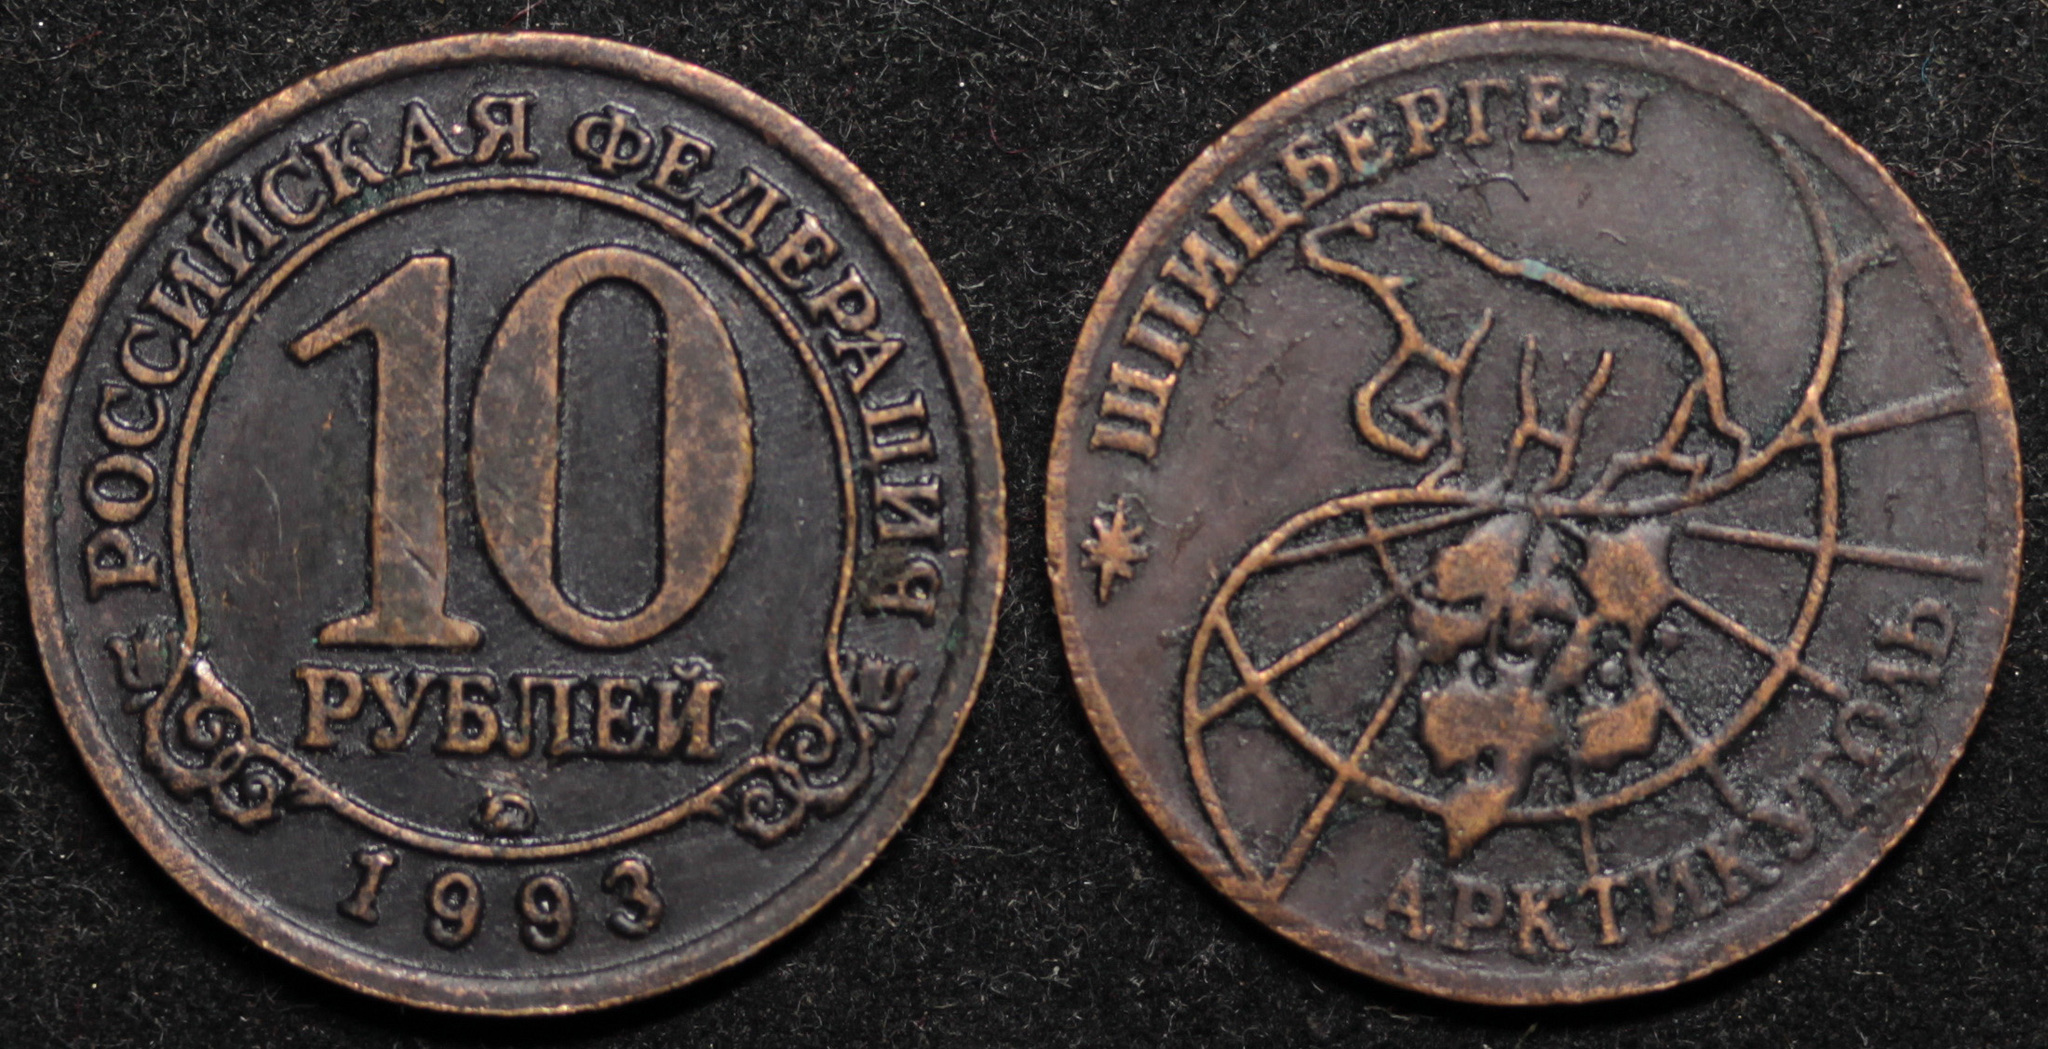 РОССИЙСКАЯ ФЕДЕРАЦИЯ
10
РУБЛЕЙ
1993
ШПИЦБЕРГЕН
АРКТИКУГОЛЬ